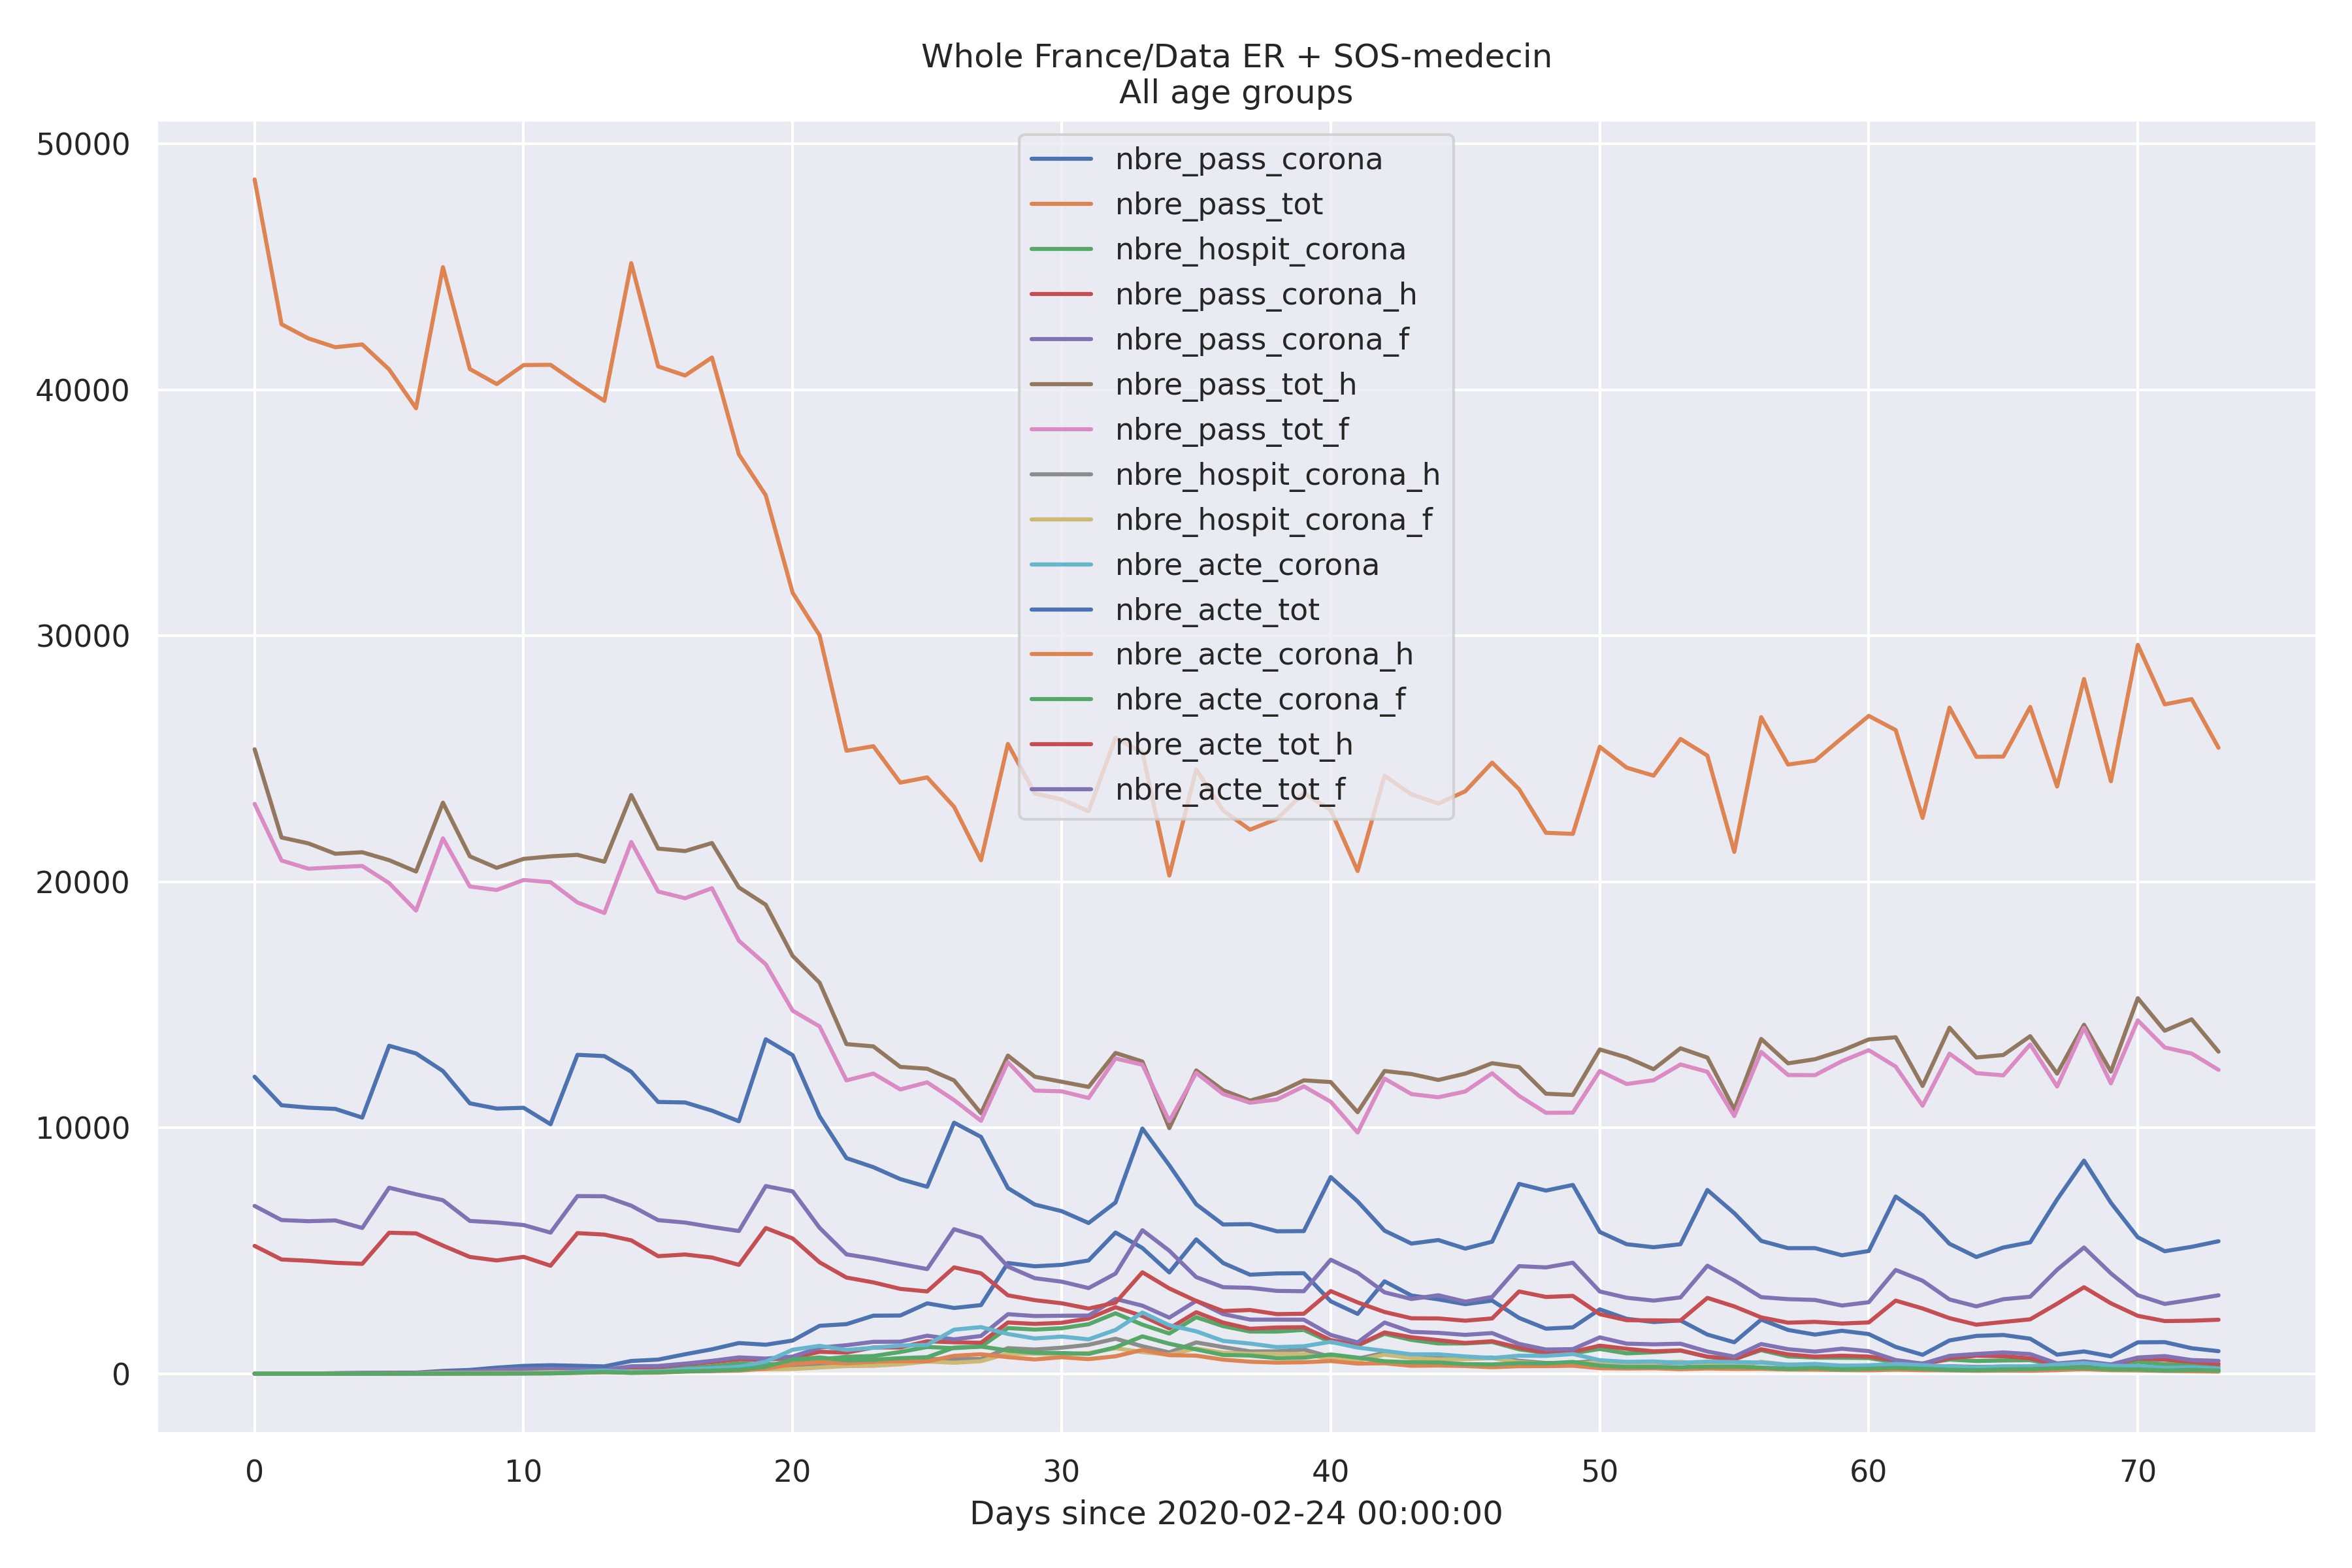 Whole France/Data ER + SOS-medecin
All age groups
50000
40000
30000
20000
10000
0
nbre_pass_corona
nbre_pass_tot
nbre_hospit_corona
nbre_pass_corona_h
nbre_pass_corona_f
nbre_pass_tot_h
nbre_pass_tot_f
nbre_hospit_corona_h
nbre_hospit_corona_f
nbre_acte_corona
nbre_acte_tot
nbre_acte_corona_h
nbre_acte_corona_f
nbre_acte_tot_h
nbre_acte_tot_f
0 10 20 30 40 50 60 70
Days since 2020-02-24 00:00:00